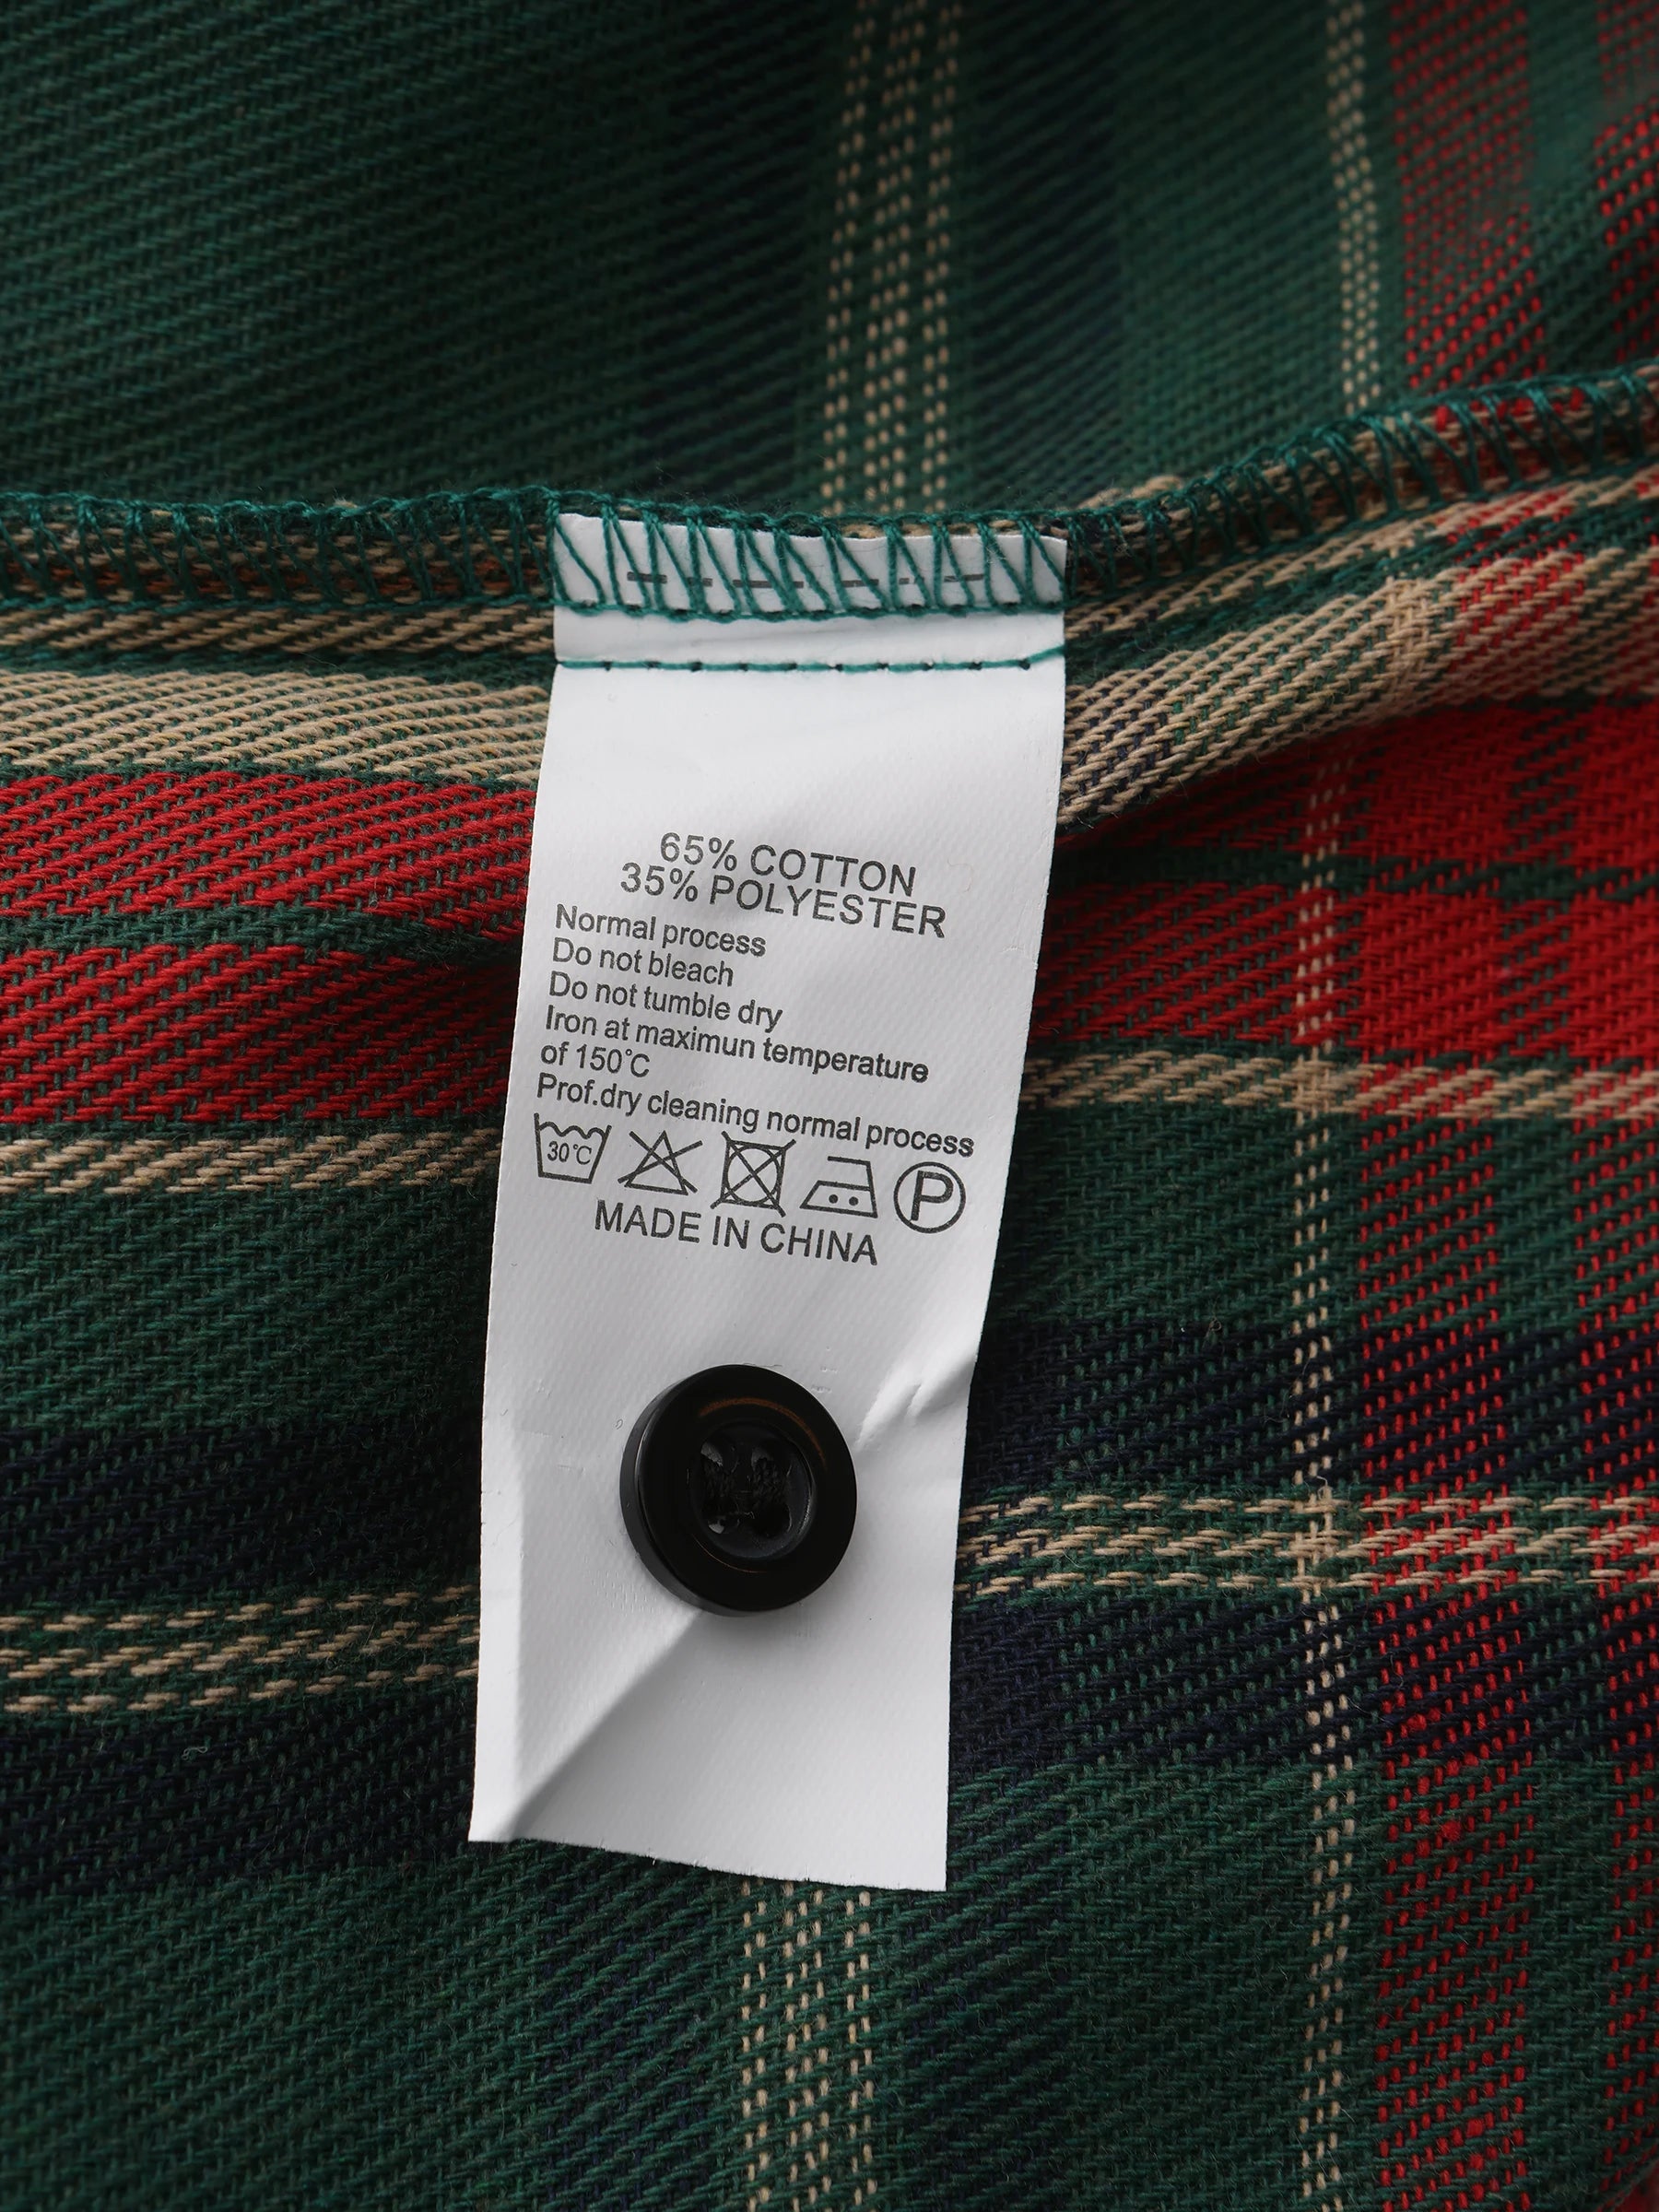 65% COTTON
35% POLYESTER
Normal process
Do not bleach
Do not tumble dry
Iron at maximun temperature
of 150℃
Prof.dry cleaning normal process
30℃ P
MADE IN CHINA